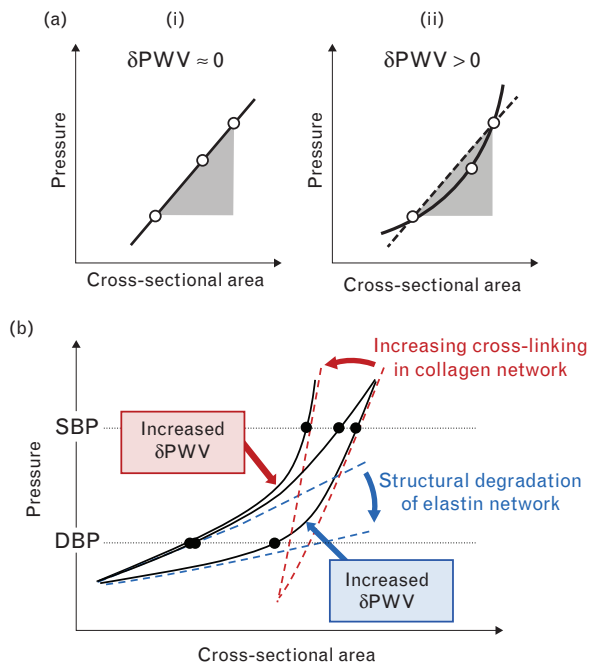 (a)
(i)
(ii)
δPWV ≈ 0
δPWV > 0
Pressure
Pressure
Cross-sectional area
Cross-sectional area
(b)
Increasing cross-linking
in collagen network
SBP
Increased
δPWV
Structural degradation
of elastin network
Pressure
DBP
Increased
δPWV
Cross-sectional area